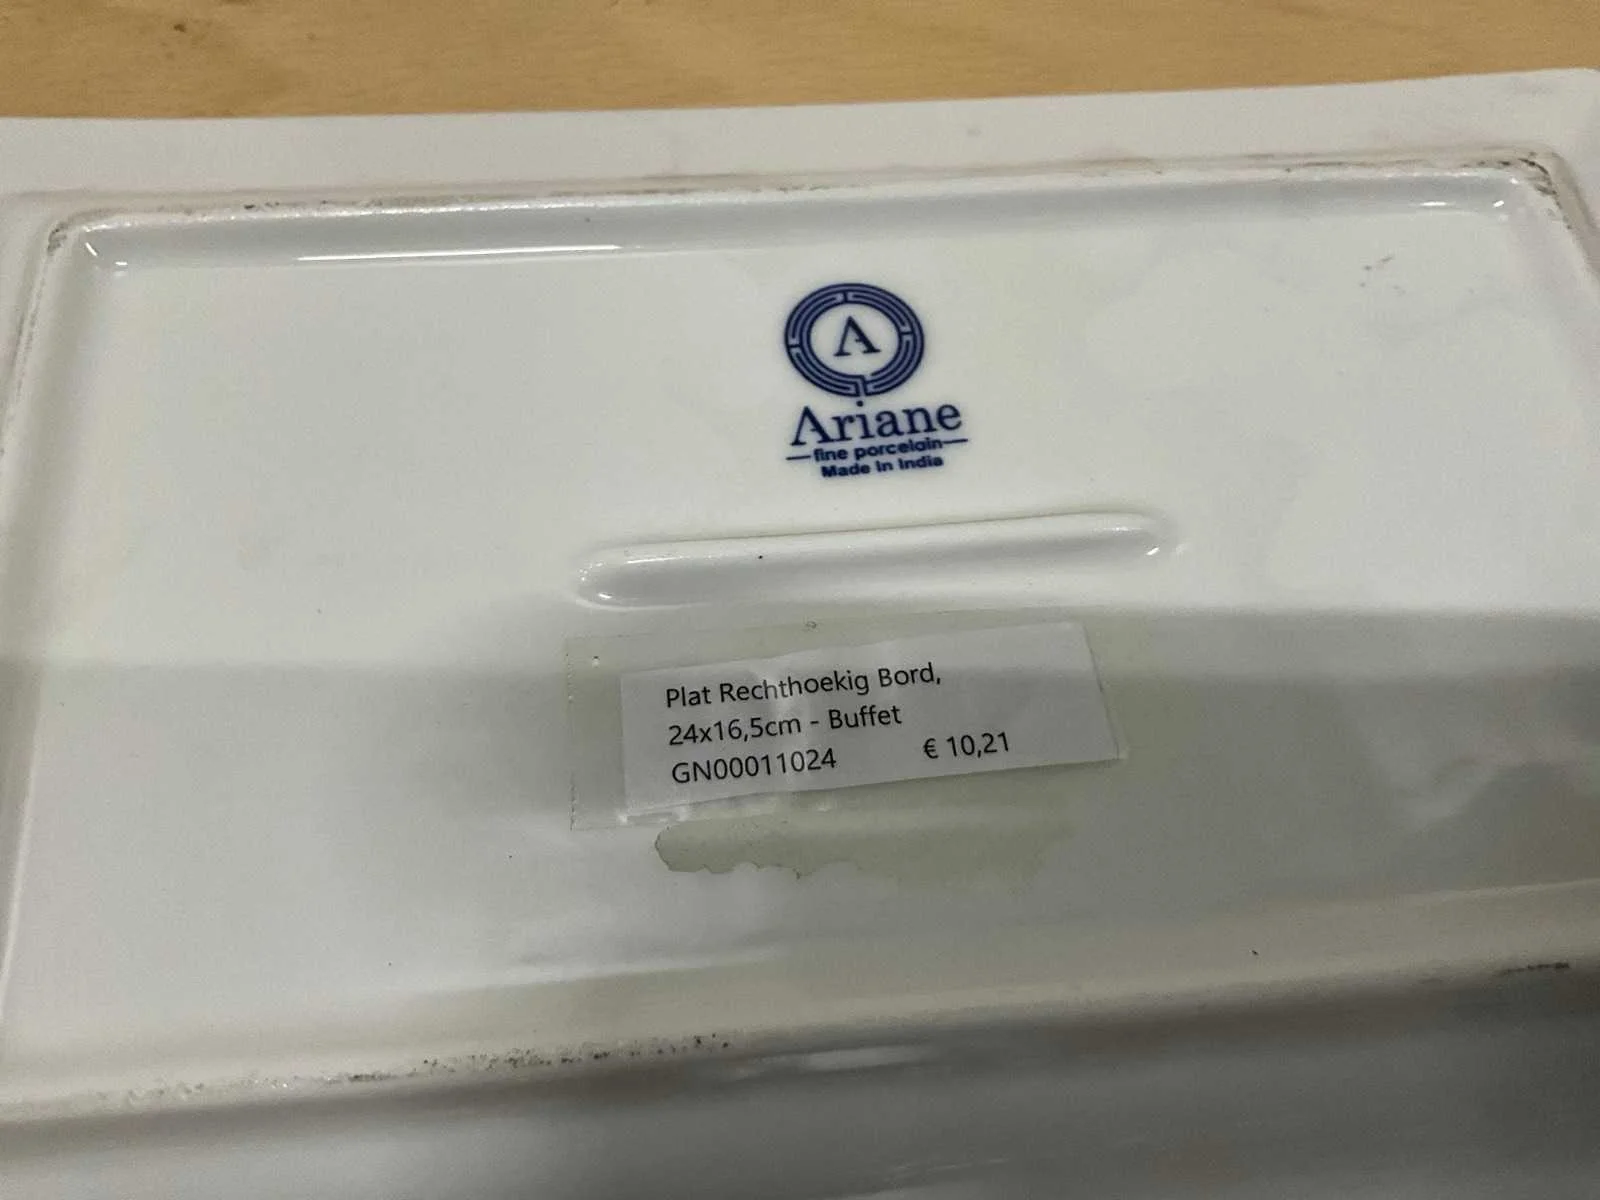 A
Ariane
fine porcelain
Made In India
Plat Rechthoekig Bord,
24x16,5cm - Buffet
GN00011024 € 10,21